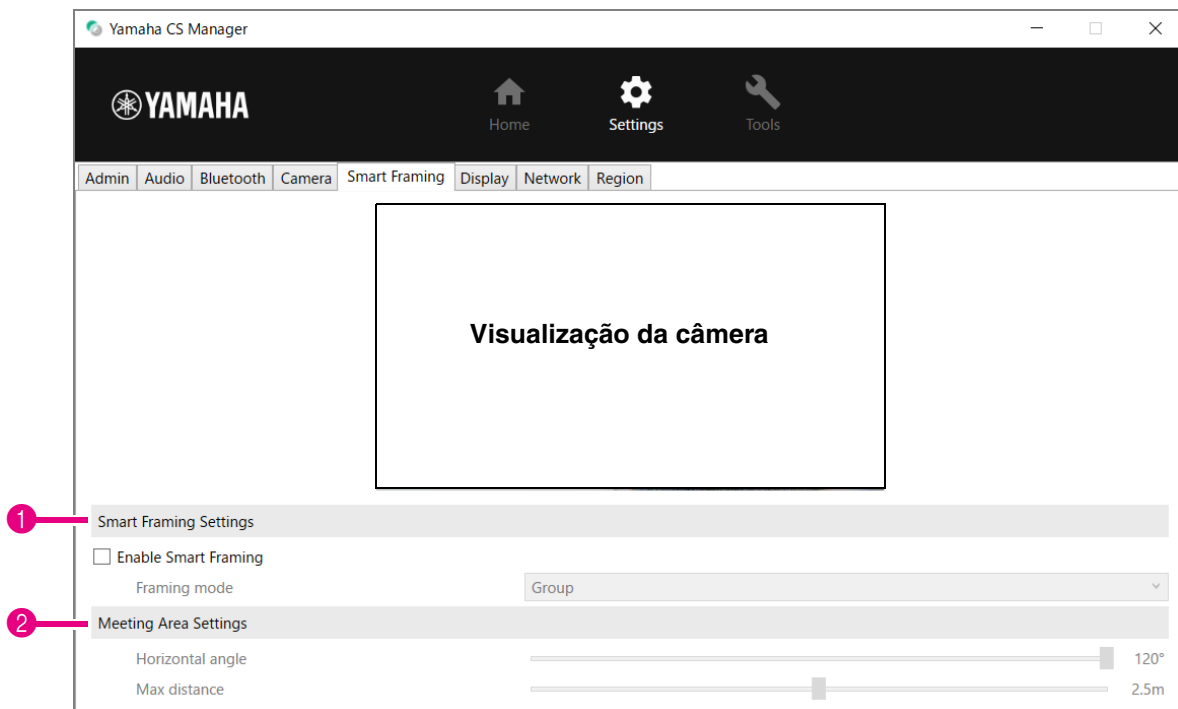 Yamaha CS Manager
YAMAHA
Home Settings Tools
Admin Audio Bluetooth Camera Smart Framing Display Network Region
Visualização da câmera
1 Smart Framing Settings
Enable Smart Framing
Framing mode Group
2 Meeting Area Settings
Horizontal angle 120°
Max distance 2.5m